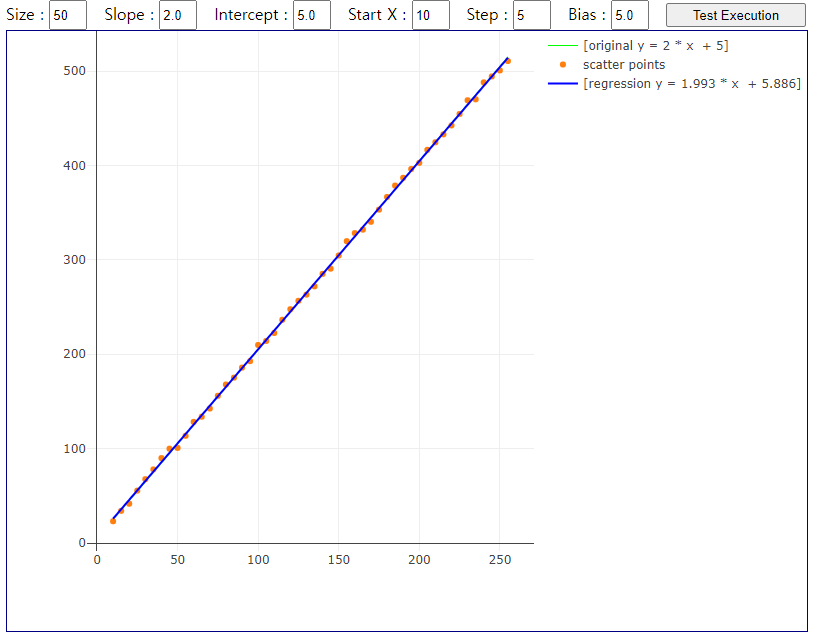 Size : 50 Slope : 2.0 Intercept : 5.0 Start X : 10 Step : 5 Bias : 5.0 Test Execution
[original y = 2 * x  + 5]
scatter points
[regression y = 1.993 * x  + 5.886]
500
400
300
200
100
0
0 50 100 150 200 250